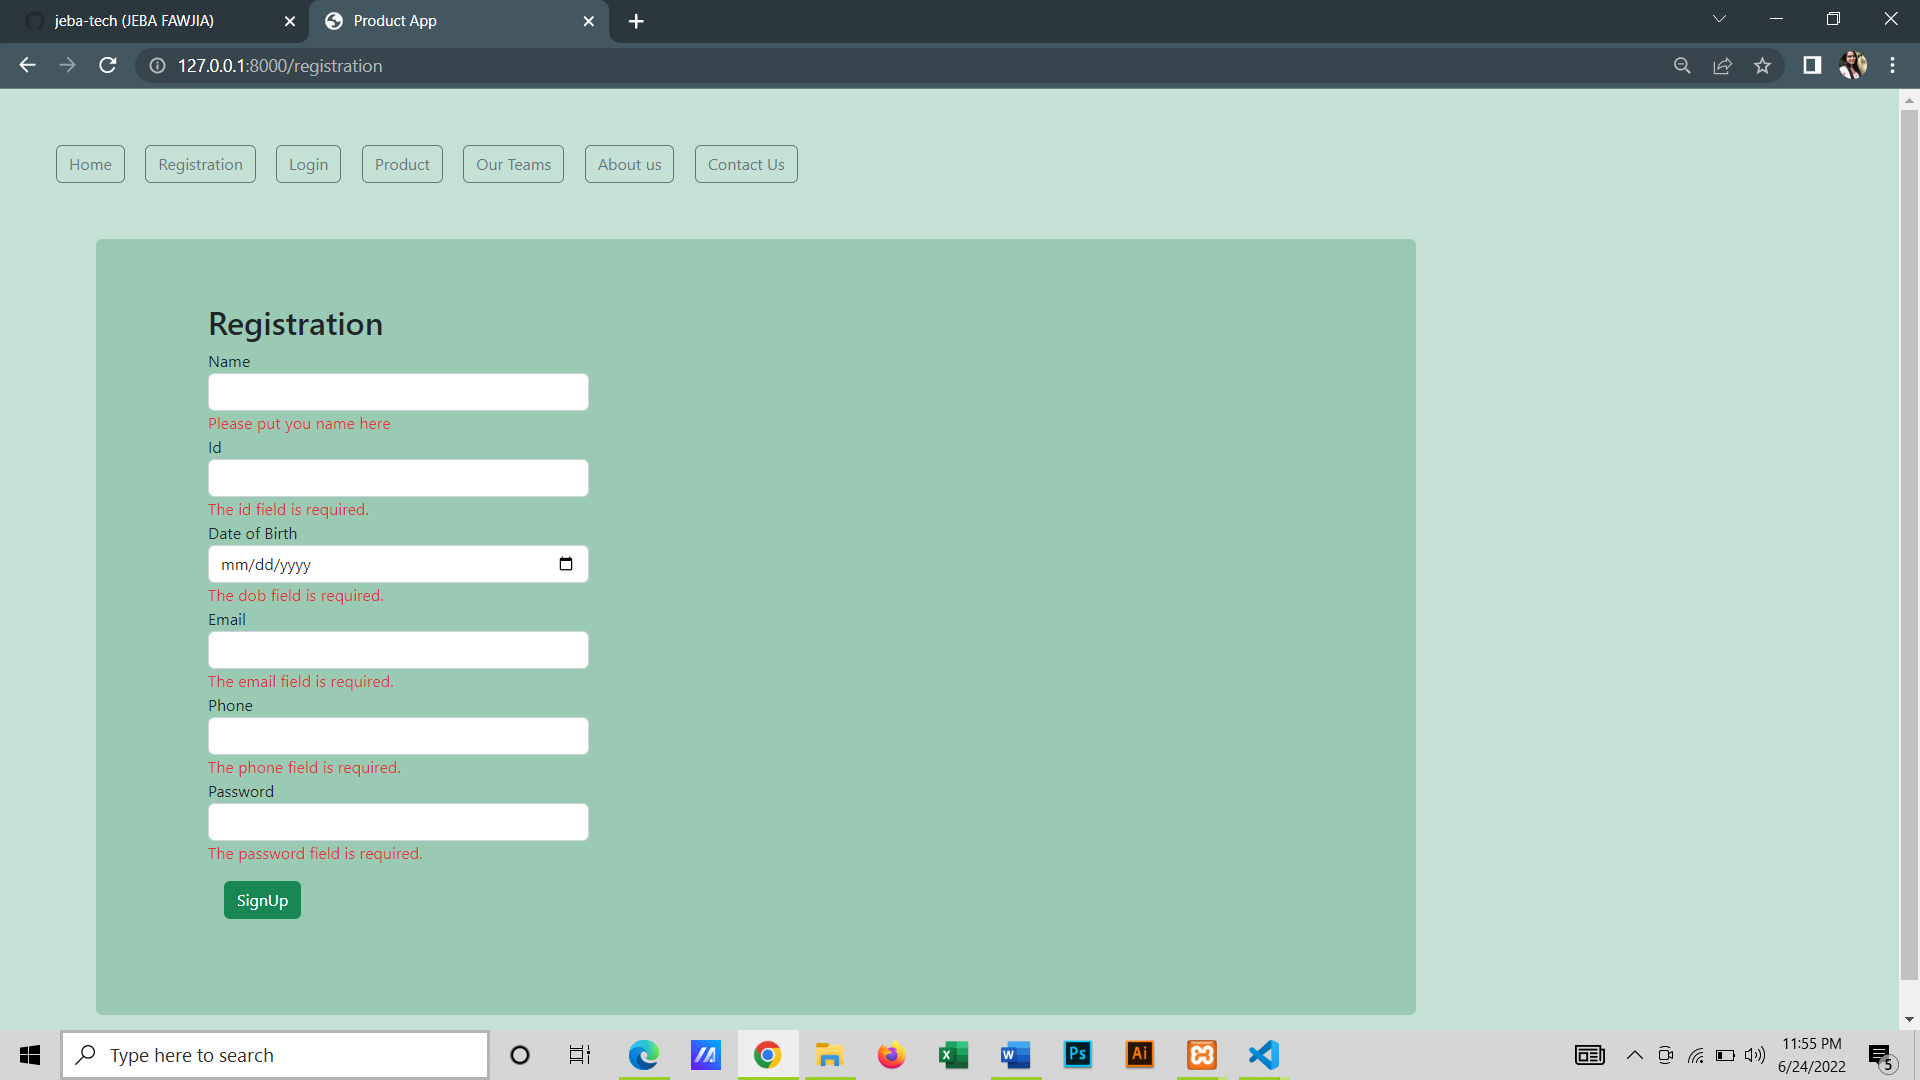 jeba-tech (JEBA FAWJIA)
Product App
127.0.0.1:8000/registration
Home Registration Login Product Our Teams About us Contact Us
Registration
Name
Please put you name here
Id
The id field is required.
Date of Birth
mm/dd/yyyy
The dob field is required.
Email
The email field is required.
Phone
The phone field is required.
Password
The password field is required.
SignUp
Type here to search
X
W
Ps
Ai
11:55 PM
6/24/2022
5